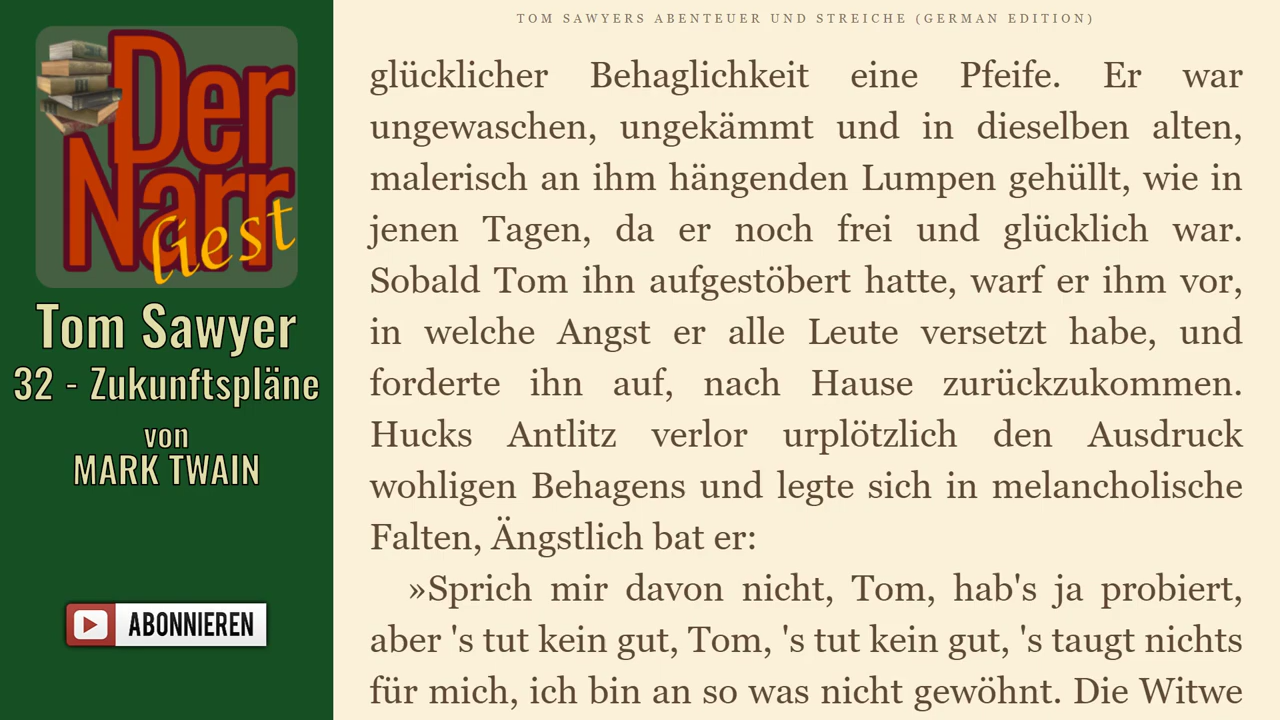 Der
Narr
liest
Tom Sawyer
32 - Zukunftspläne
von
MARK TWAIN
ABONNIEREN
TOM SAWYERS ABENTEUER UND STREICHE (GERMAN EDITION)
glücklicher Behaglichkeit eine Pfeife. Er war
ungewaschen, ungekämmt und in dieselben alten,
malerisch an ihm hängenden Lumpen gehüllt, wie in
jenen Tagen, da er noch frei und glücklich war.
Sobald Tom ihn aufgestöbert hatte, warf er ihm vor,
in welche Angst er alle Leute versetzt habe, und
forderte ihn auf, nach Hause zurückzukommen.
Hucks Antlitz verlor urplötzlich den Ausdruck
wohligen Behagens und legte sich in melancholische
Falten, Ängstlich bat er:
»Sprich mir davon nicht, Tom, hab's ja probiert,
aber 's tut kein gut, Tom, 's tut kein gut, 's taugt nichts
für mich, ich bin an so was nicht gewöhnt. Die Witwe